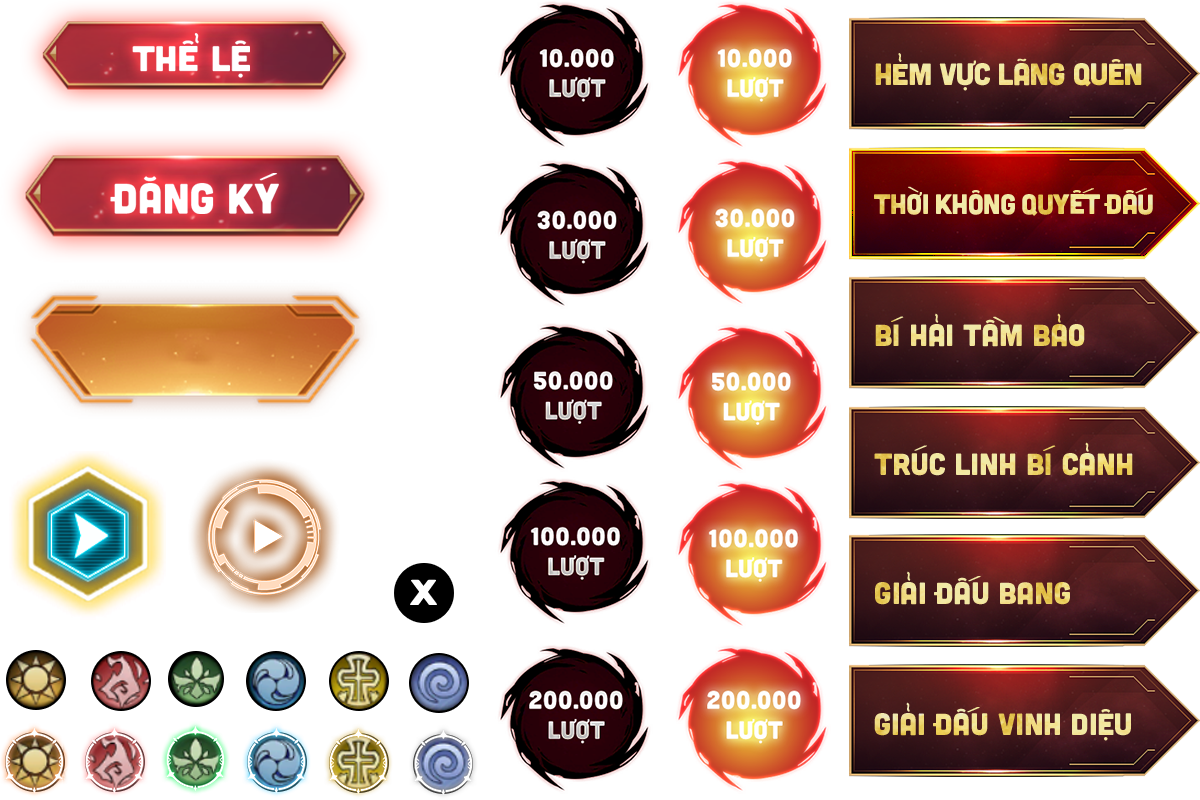 THỂ LỆ
ĐĂNG KÝ
X
10.000
LƯỢT
10.000
LƯỢT
30.000
LƯỢT
30.000
LƯỢT
50.000
LƯỢT
50.000
LƯỢT
100.000
LƯỢT
100.000
LƯỢT
200.000
LƯỢT
200.000
LƯỢT
HẺM VỰC LÃNG QUÊN
THỜI KHÔNG QUYẾT ĐẤU
BÍ HẢI TẦM BẢO
TRÚC LINH BÍ CẢNH
GIẢI ĐẤU BANG
GIẢI ĐẤU VINH DIỆU